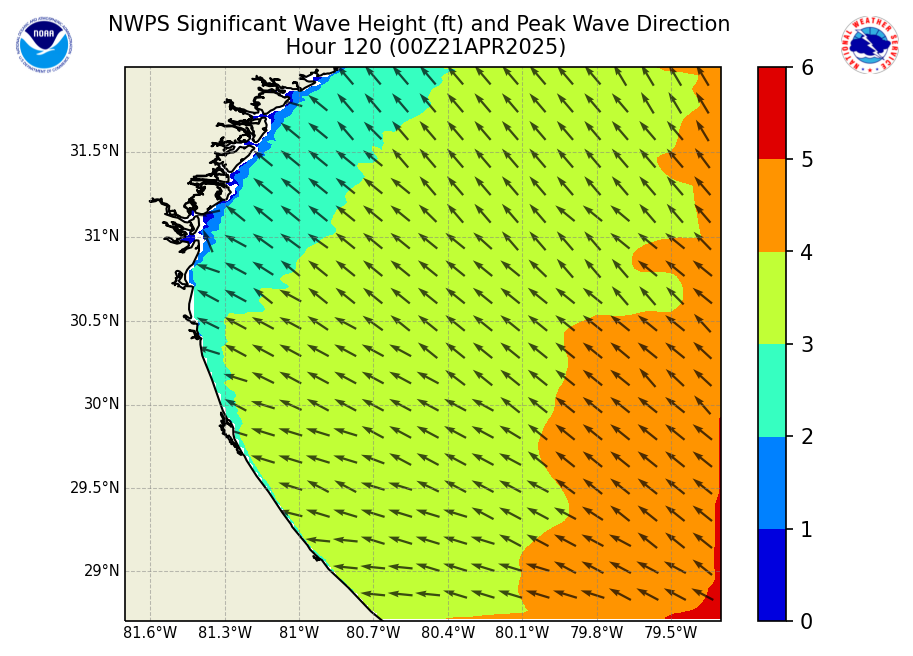 NWPS Significant Wave Height (ft) and Peak Wave Direction
Hour 120 (00Z21APR2025)
NOAA
NATIONAL WEATHER SERVICE
31.5°N
31°N
30.5°N
30°N
29.5°N
29°N
81.6°W 81.3°W 81°W 80.7°W 80.4°W 80.1°W 79.8°W 79.5°W
6
5
4
3
2
1
0